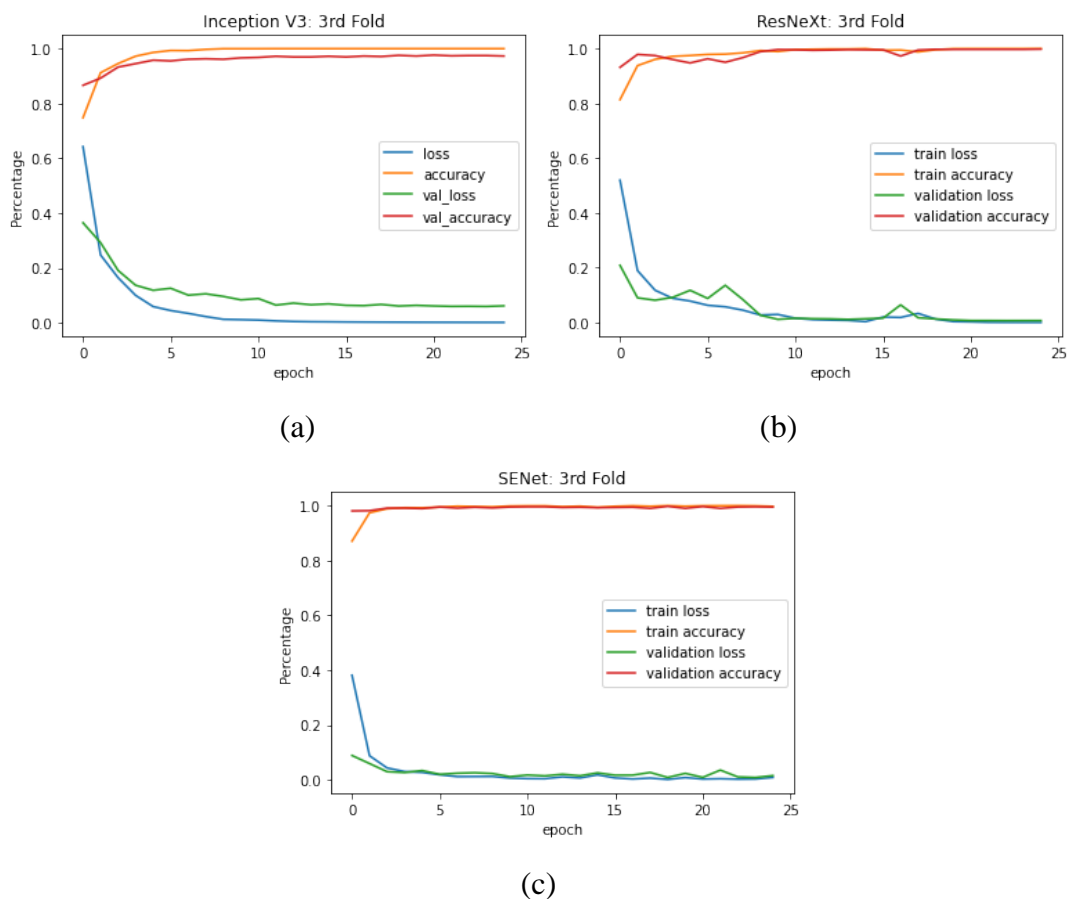 Inception V3: 3rd Fold
Percentage
1.0
0.8
0.6
0.4
0.2
0.0
loss
accuracy
val_loss
val_accuracy
0 5 10 15 20 25
epoch
(a)
ResNeXt: 3rd Fold
Percentage
1.0
0.8
0.6
0.4
0.2
0.0
train loss
train accuracy
validation loss
validation accuracy
0 5 10 15 20 25
epoch
(b)
SENet: 3rd Fold
Percentage
1.0
0.8
0.6
0.4
0.2
0.0
train loss
train accuracy
validation loss
validation accuracy
0 5 10 15 20 25
epoch
(c)